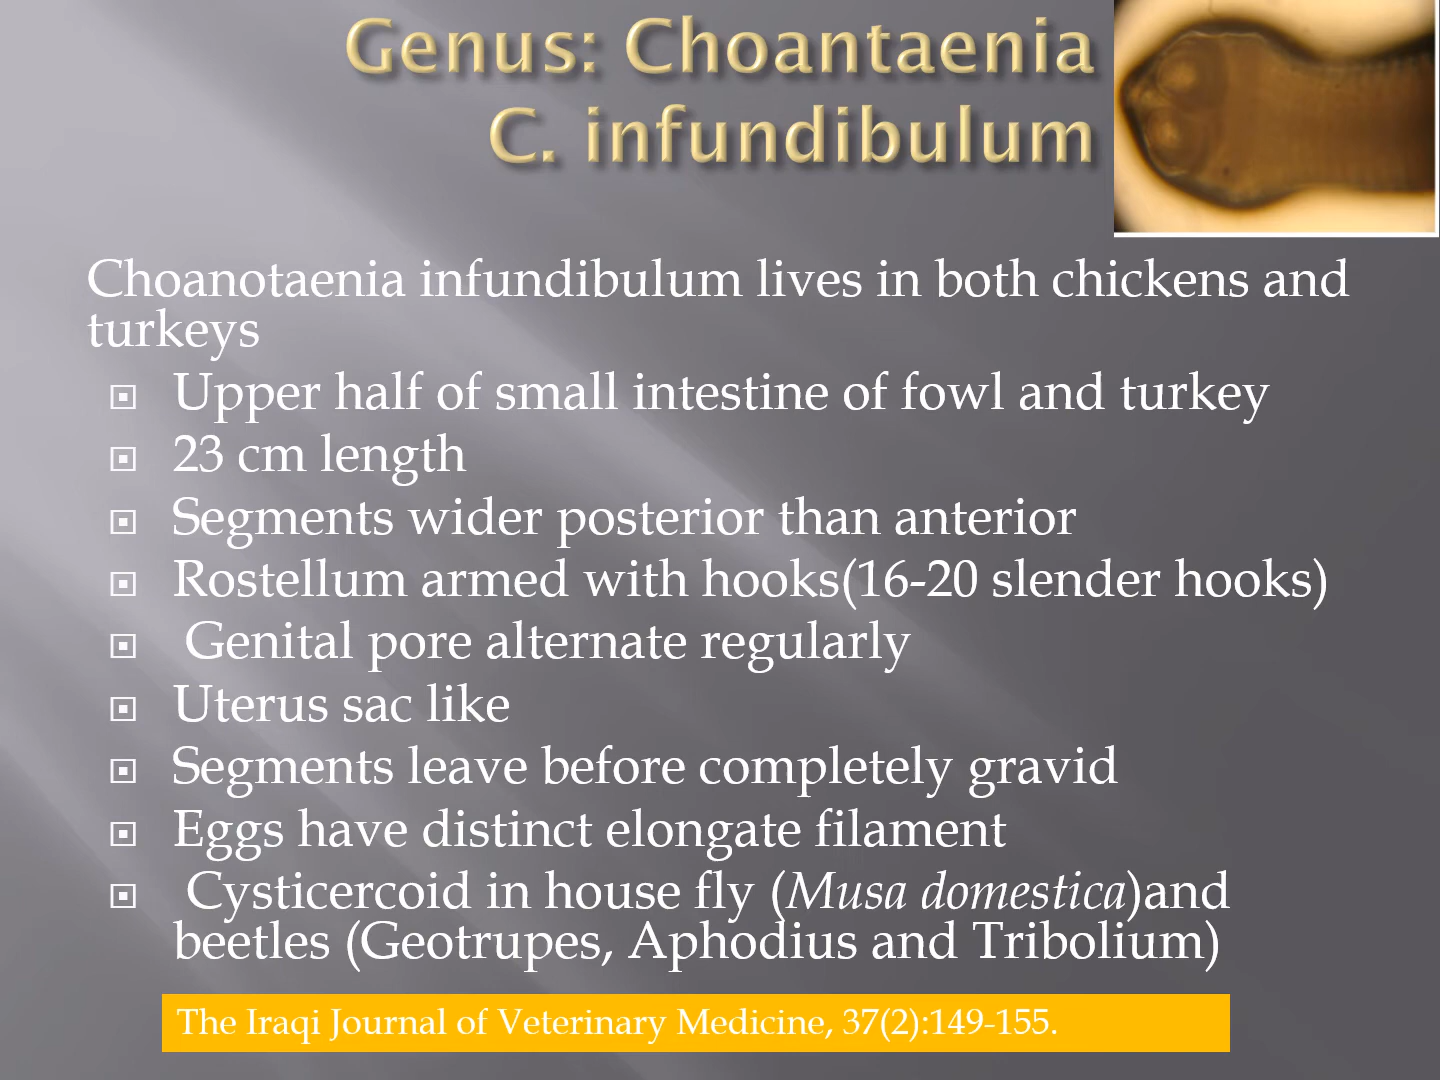 Genus: Choantaenia
C. infundibulum
Choanotaenia infundibulum lives in both chickens and
turkeys
Upper half of small intestine of fowl and turkey
23 cm length
Segments wider posterior than anterior
Rostellum armed with hooks(16-20 slender hooks)
Genital pore alternate regularly
Uterus sac like
Segments leave before completely gravid
Eggs have distinct elongate filament
Cysticercoid in house fly (Musa domestica)and
beetles (Geotrupes, Aphodius and Tribolium)
The Iraqi Journal of Veterinary Medicine, 37(2):149-155.